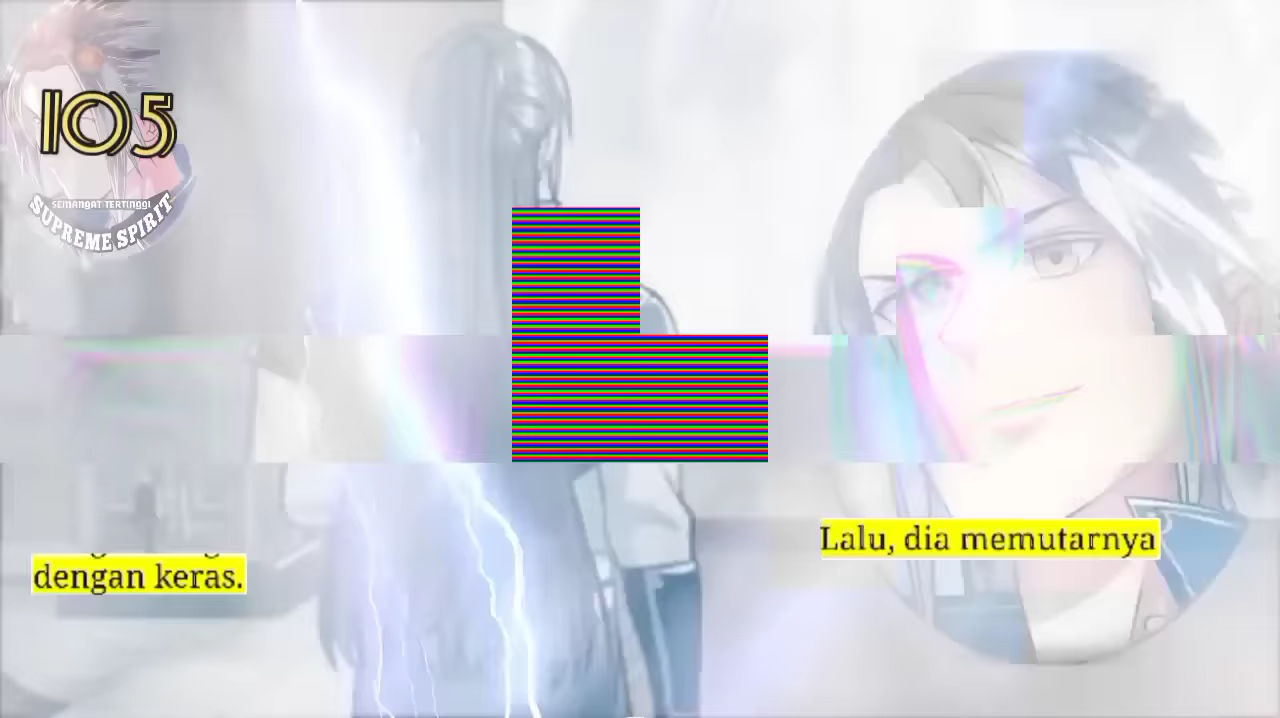 105
SEMANGAT TERTINGGI
SUPREME SPIRIT
Lalu, dia memutarnya
dengan keras.